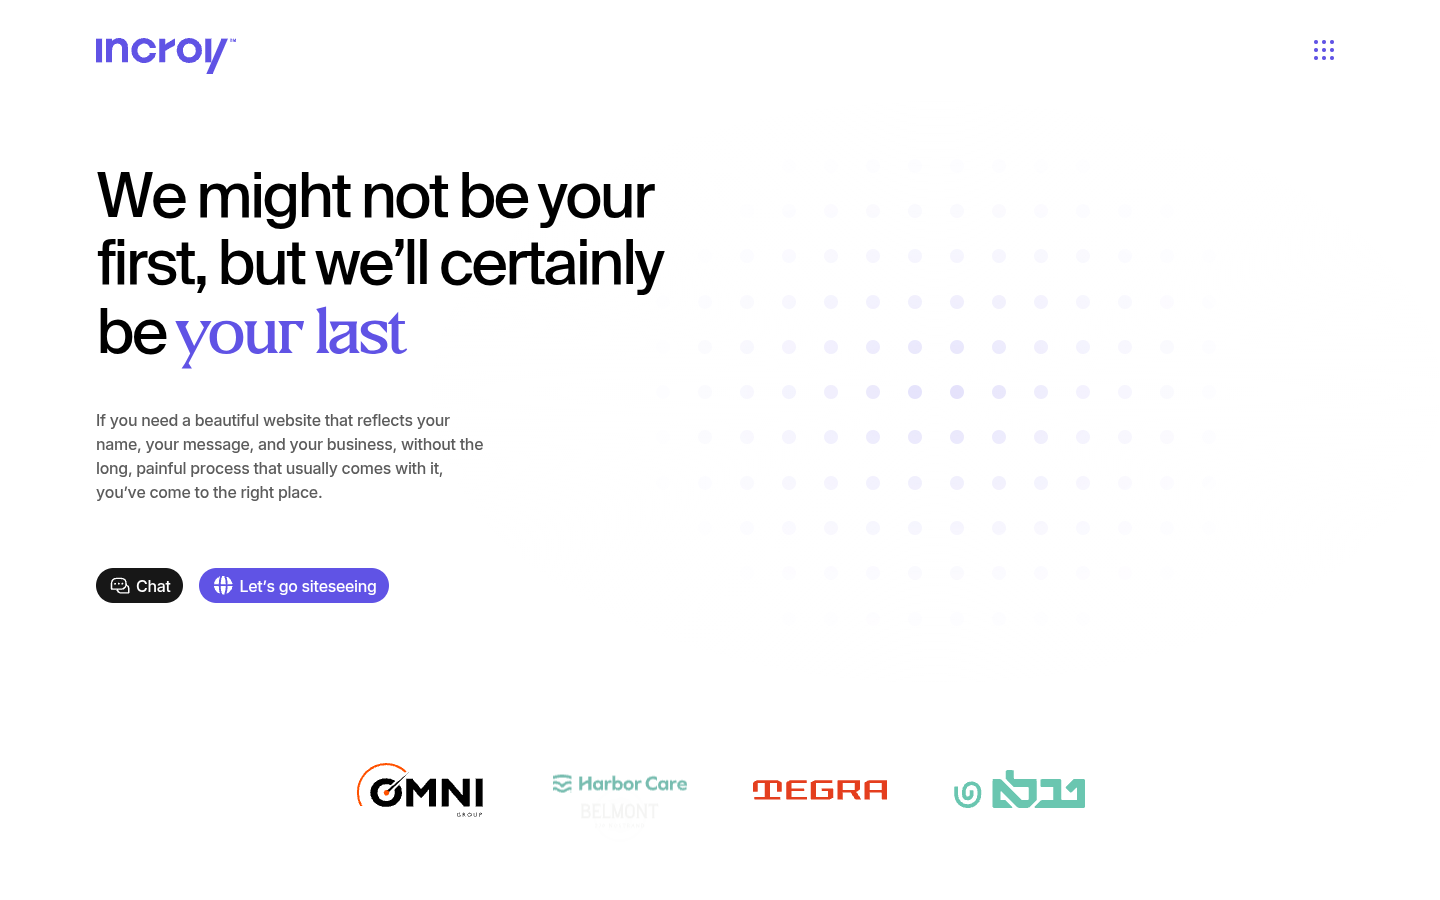 incroy™
We might not be your
first, but we’ll certainly
be your last
If you need a beautiful website that reflects your
name, your message, and your business, without the
long, painful process that usually comes with it,
you’ve come to the right place.
Chat
Let’s go siteseeing
OMNI
GROUP
Harbor Care
BELMONT
TEGRA